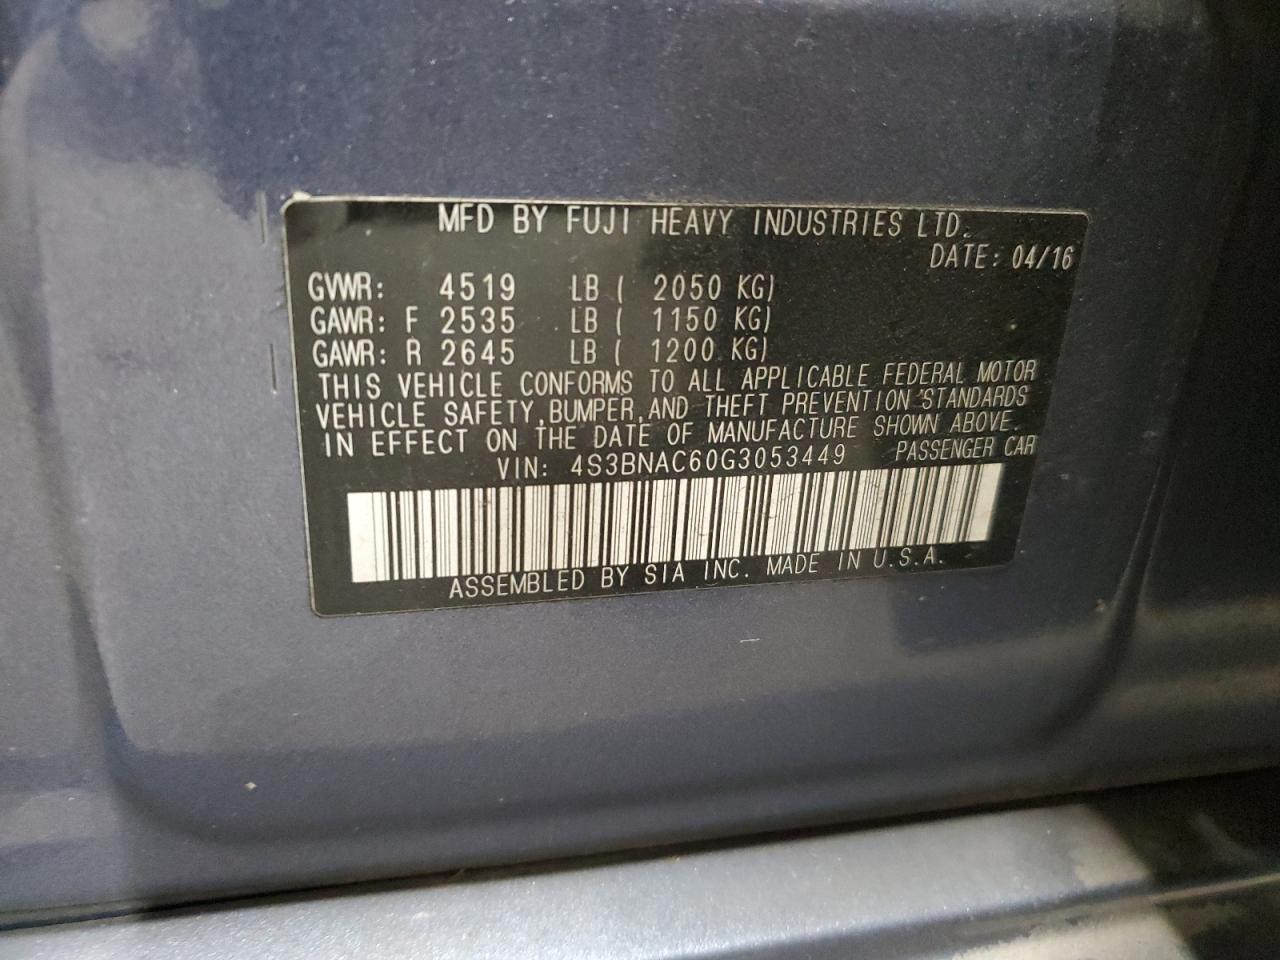 MFD BY FUJI HEAVY INDUSTRIES LTD.
DATE: 04/16
GVWR: 4519 LB ( 2050 KG)
GAWR: F 2535 LB ( 1150 KG)
GAWR: R 2645 LB ( 1200 KG)
THIS VEHICLE CONFORMS TO ALL APPLICABLE FEDERAL MOTOR
VEHICLE SAFETY, BUMPER, AND THEFT PREVENTION STANDARDS
IN EFFECT ON THE DATE OF MANUFACTURE SHOWN ABOVE.
VIN: 4S3BNAC60G3053449 PASSENGER CAR
ASSEMBLED BY SIA INC. MADE IN U.S.A.